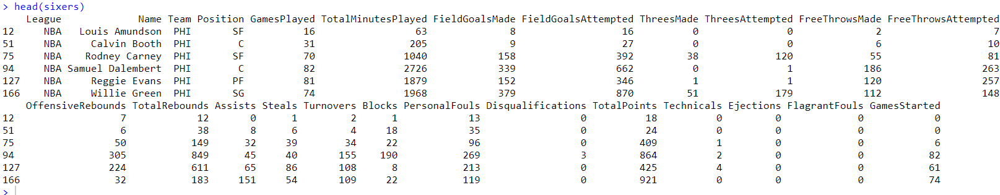 > head(sixers)
    League             Name Team Position GamesPlayed TotalMinutesPlayed FieldGoalsMade FieldGoalsAttempted ThreesMade ThreesAttempted FreeThrowsMade FreeThrowsAttempted
12     NBA   Louis Amundson  PHI       SF          16                 63              8                  16          0               0              2                   7
51     NBA     Calvin Booth  PHI        C          31                205              9                  27          0               0              6                  10
75     NBA    Rodney Carney  PHI       SF          70               1040            158                 392         38             120             55                  81
94     NBA Samuel Dalembert  PHI        C          82               2726            339                 662          0               1            186                 263
127    NBA     Reggie Evans  PHI       PF          81               1879            152                 346          1               1            120                 257
166    NBA     Willie Green  PHI       SG          74               1968            379                 870         51             179            112                 148
    OffensiveRebounds TotalRebounds Assists Steals Turnovers Blocks PersonalFouls Disqualifications TotalPoints Technicals Ejections FlagrantFouls GamesStarted
12                  7            12       0      1         2      1            13                 0          18          0         0             0            0
51                  6            38       8      6         4     18            35                 0          24          0         0             0            0
75                 50           149      32     39        34     22            96                 0         409          1         0             0            6
94                305           849      45     40       155    190           269                 3         864          2         0             0           82
127               224           611      65     86       108      8           213                 0         425          4         0             0           61
166                32           183     151     54       109     22           119                 0         921          0         0             0           74
>